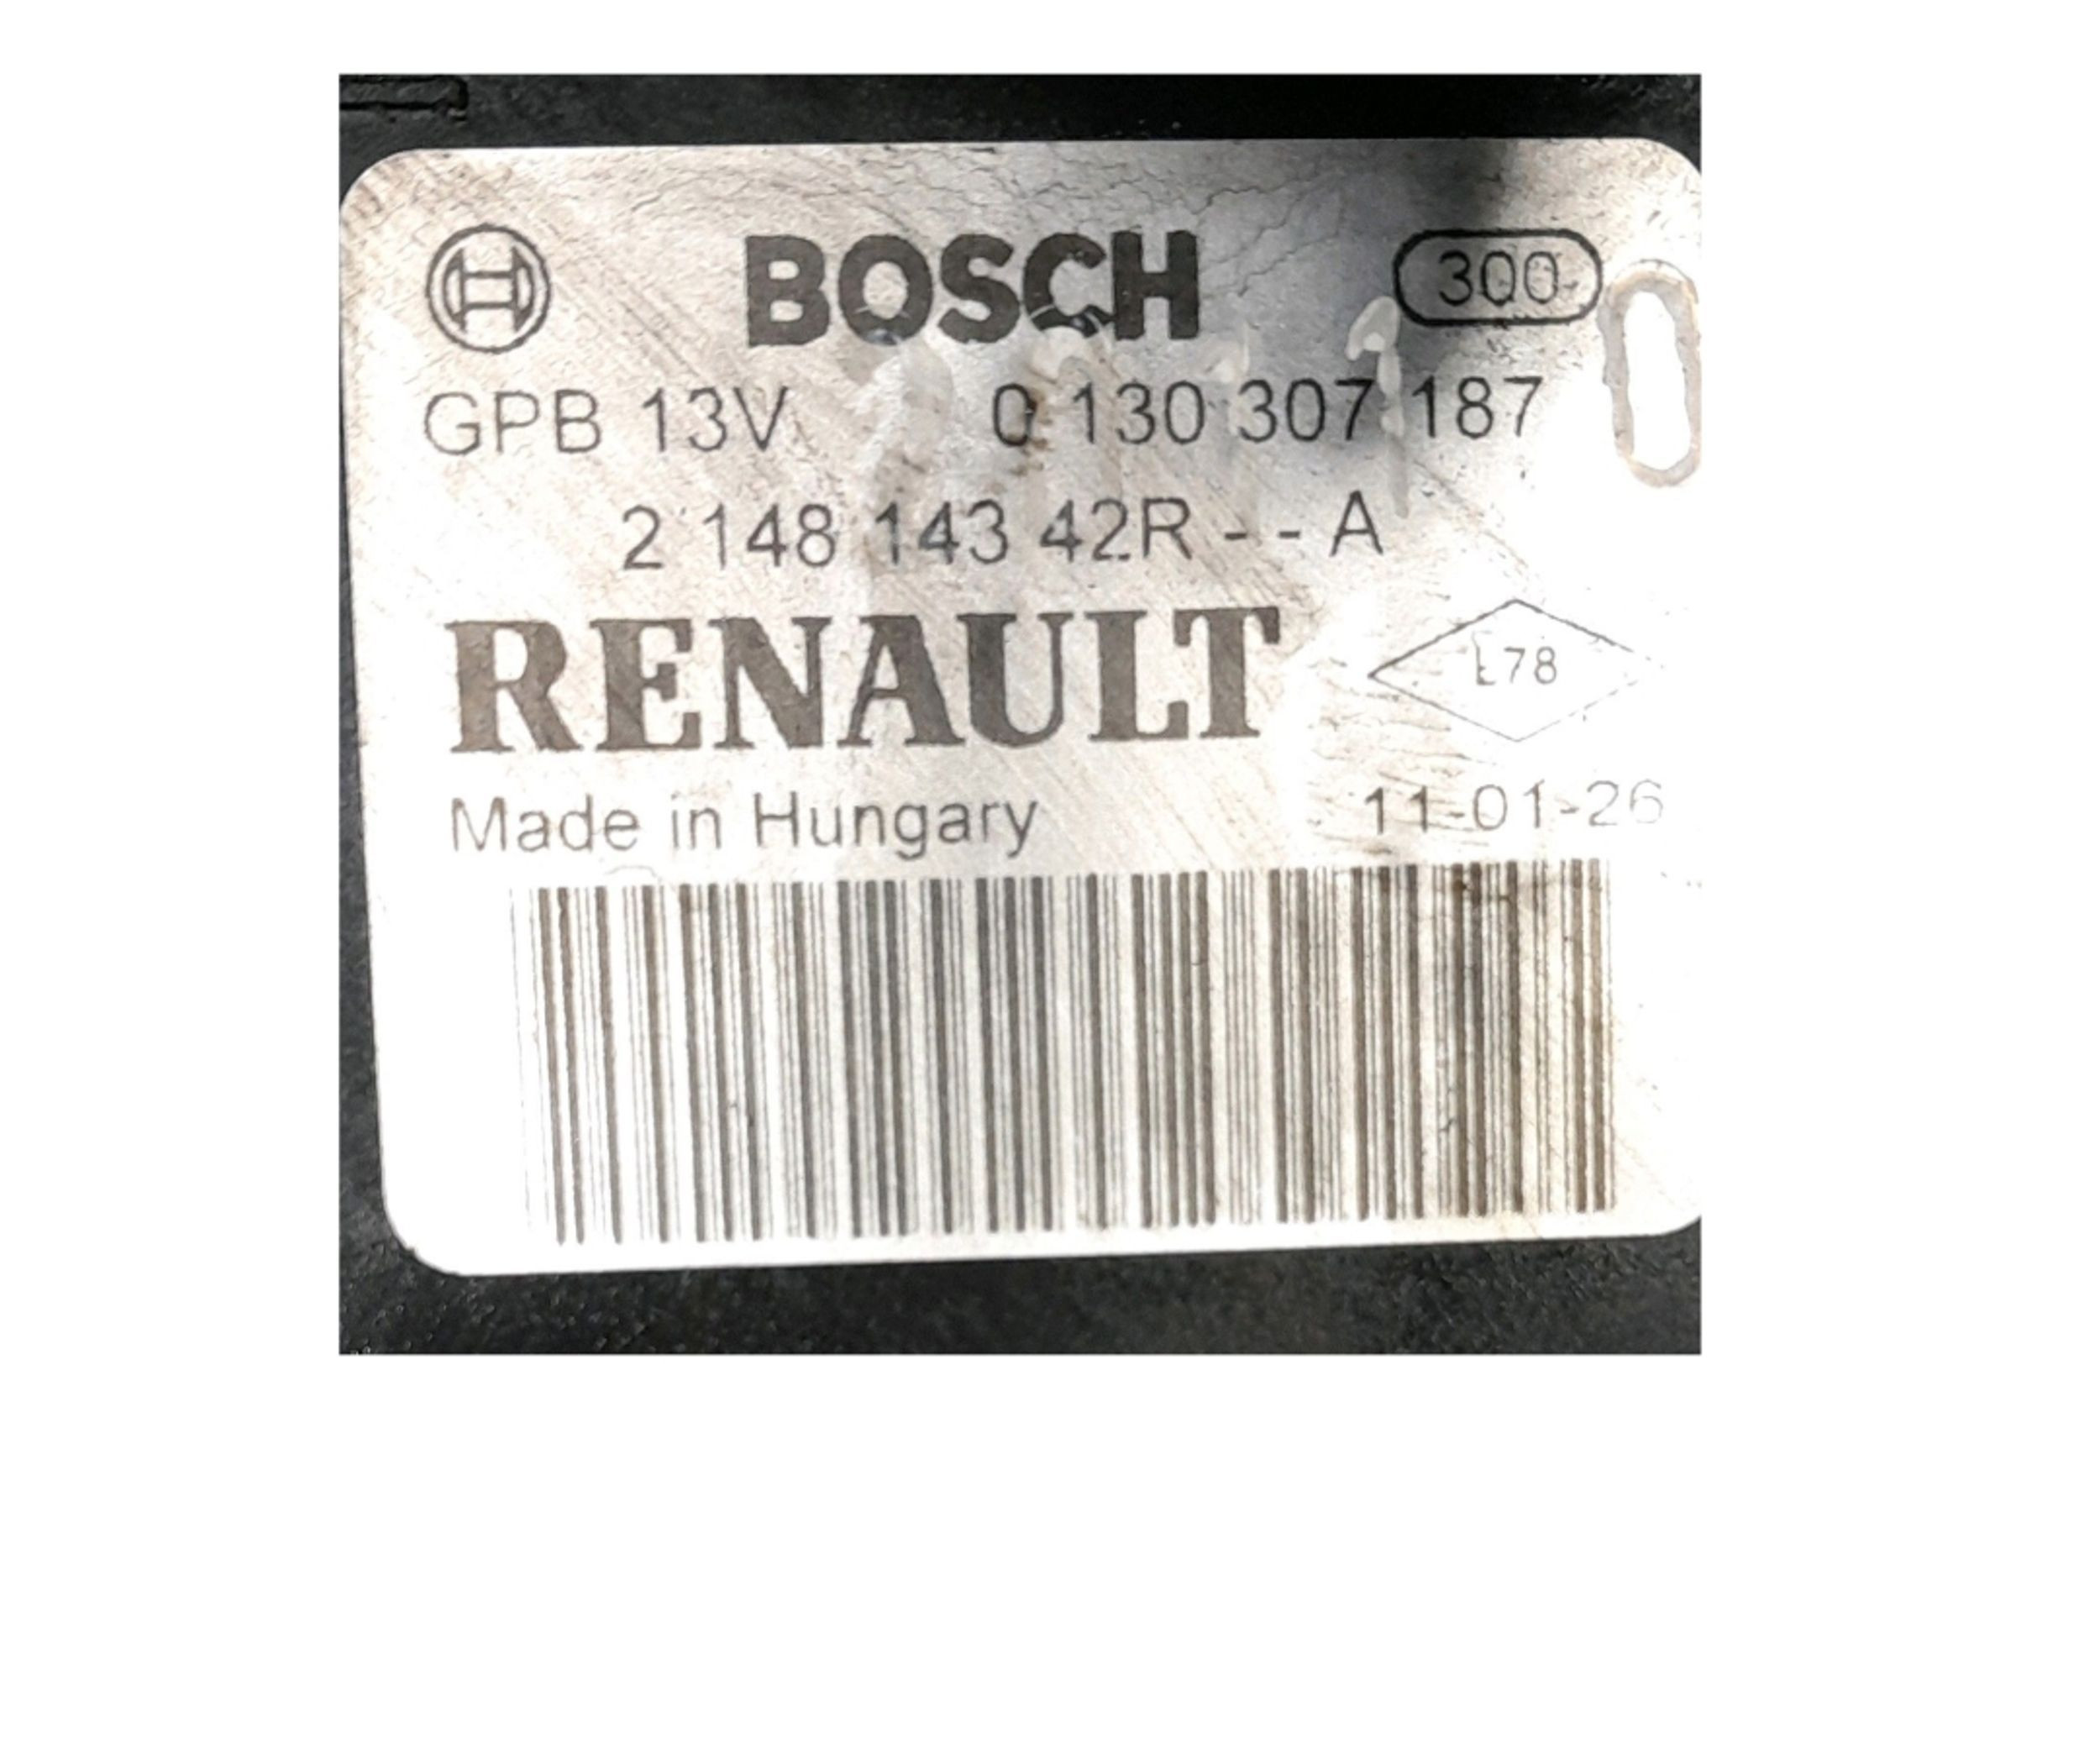 BOSCH 300
GPB 13V 0 130 307 187
2 148 143 42R - - A
RENAULT L78
Made in Hungary 11-01-26